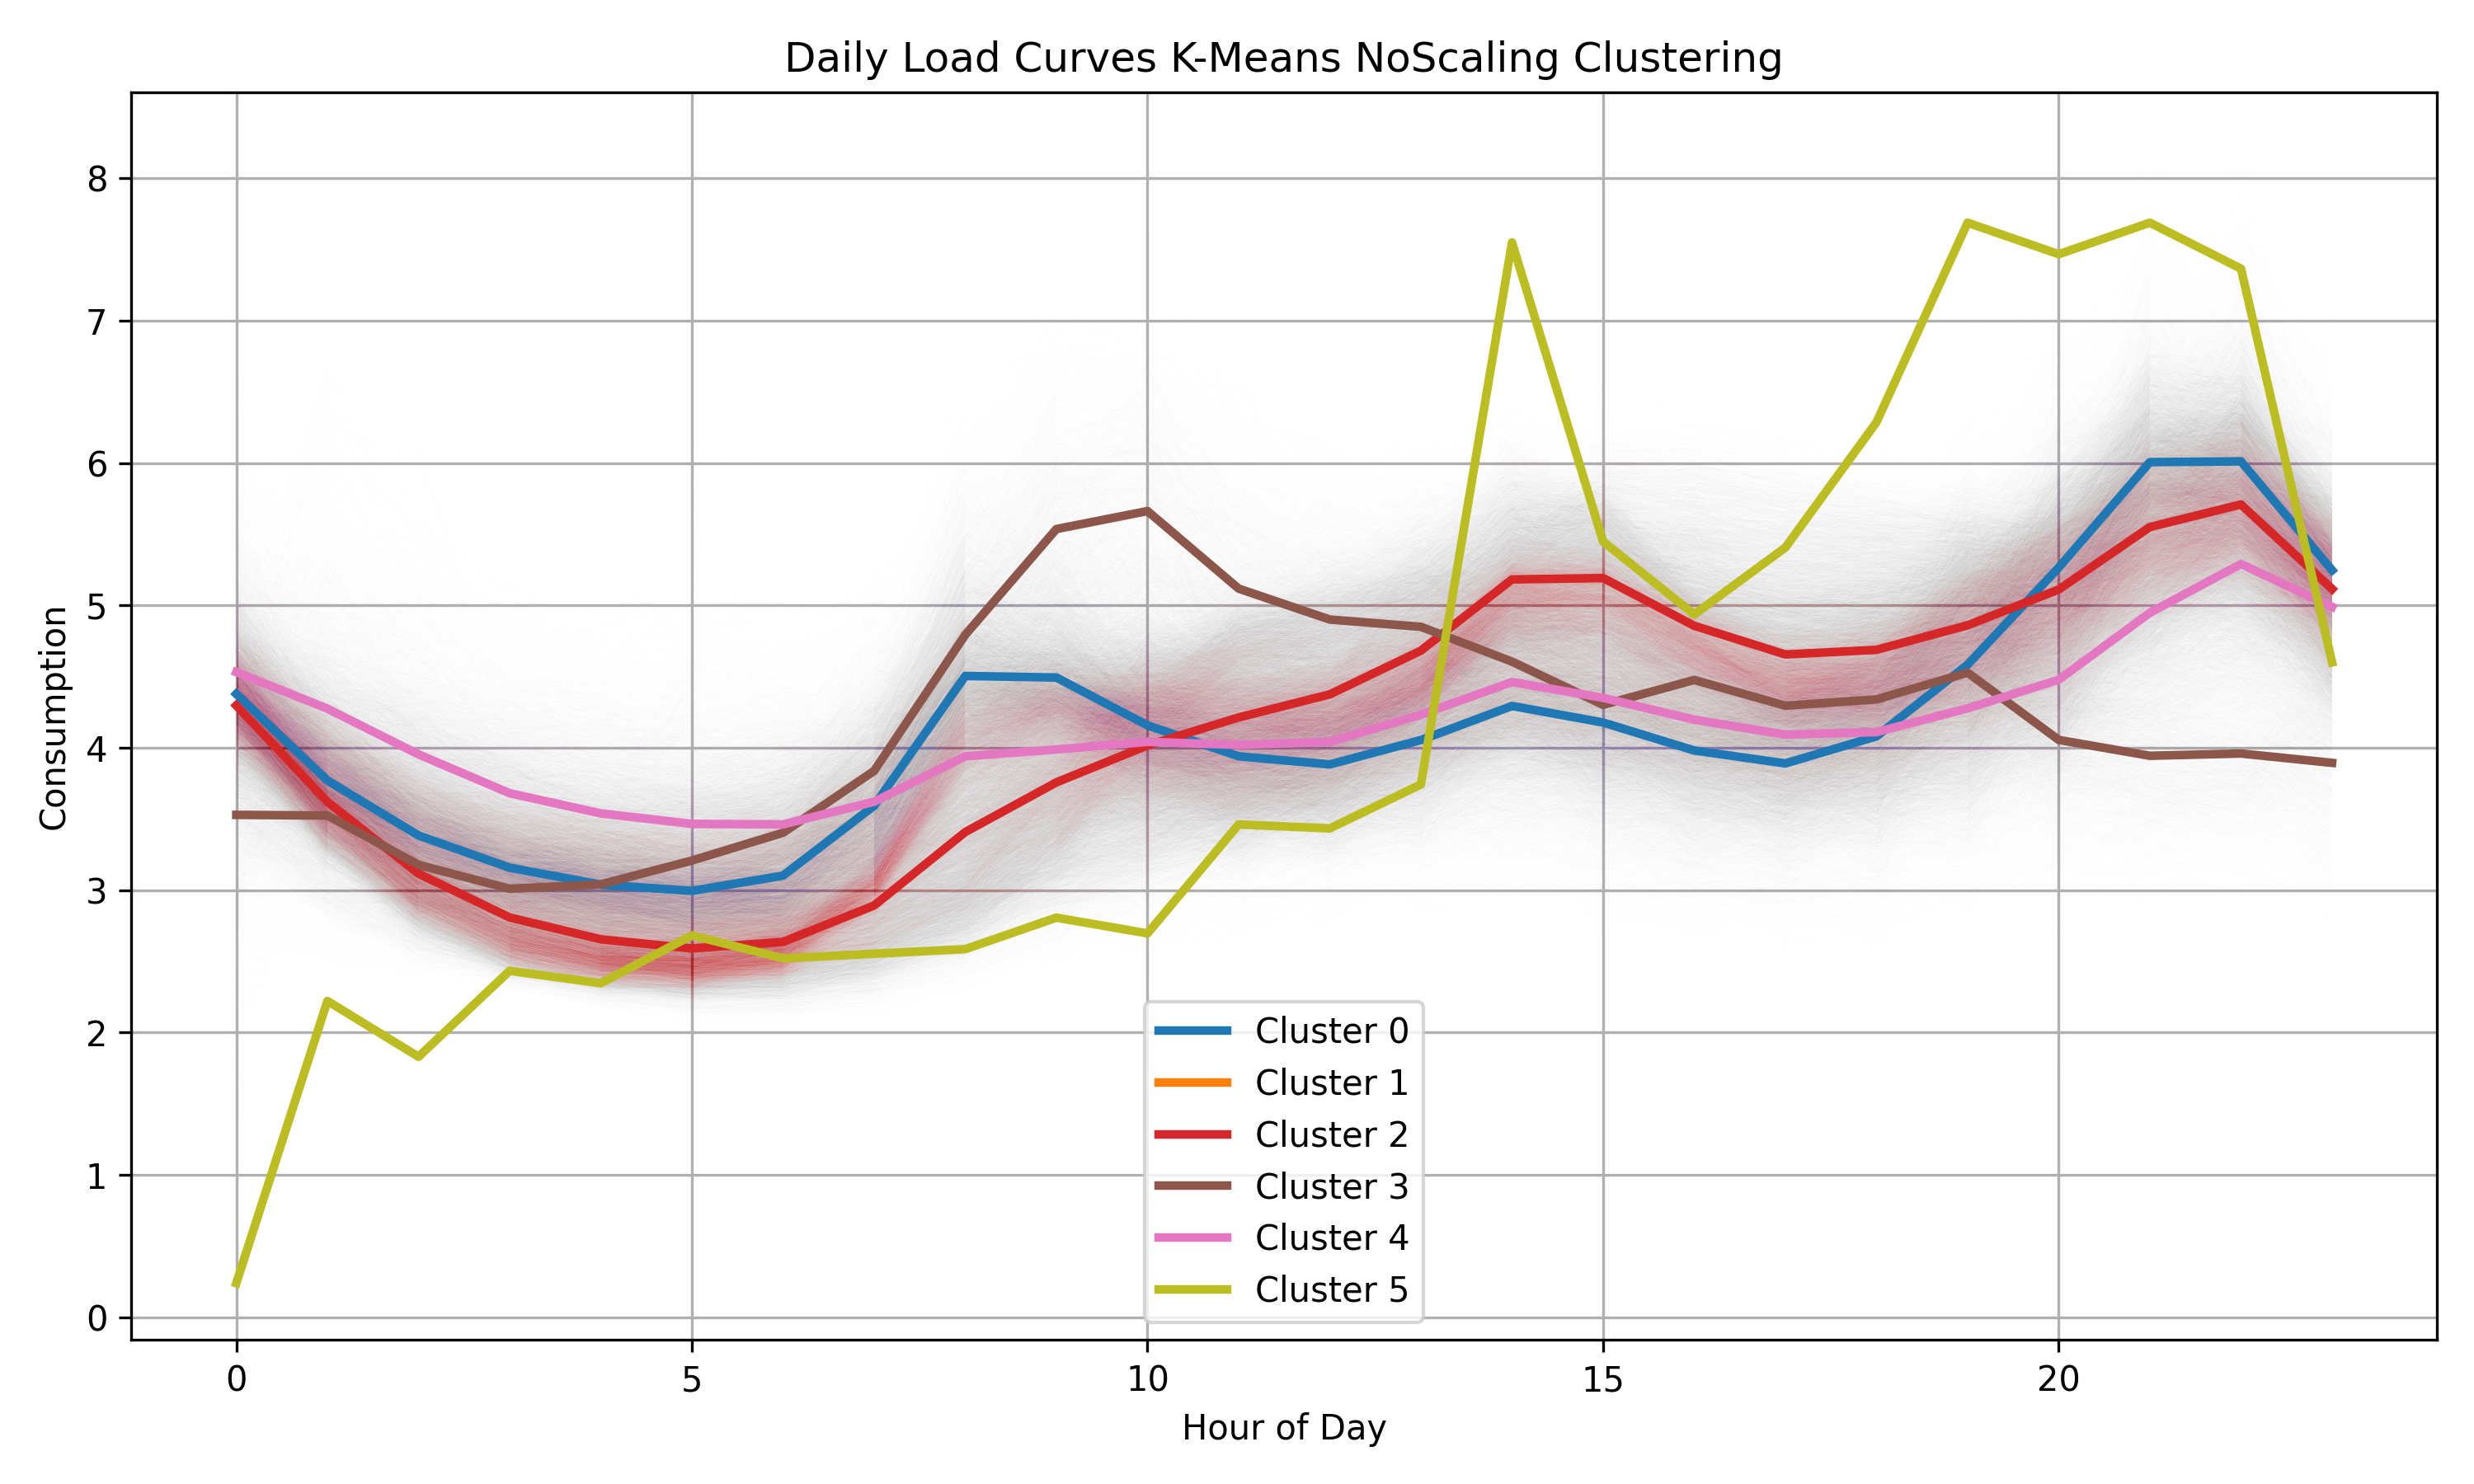 Daily Load Curves K-Means NoScaling Clustering
8
7
6
5
4
3
2
1
0
Consumption
Cluster 0
Cluster 1
Cluster 2
Cluster 3
Cluster 4
Cluster 5
0 5 10 15 20
Hour of Day